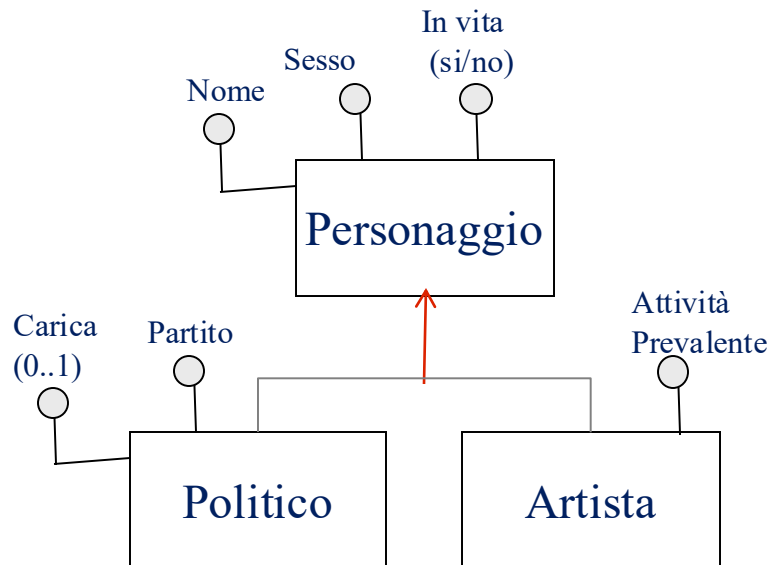 In vita
(si/no)
Sesso
Nome
Personaggio
Attività
Prevalente
Carica
(0..1)
Partito
Politico
Artista